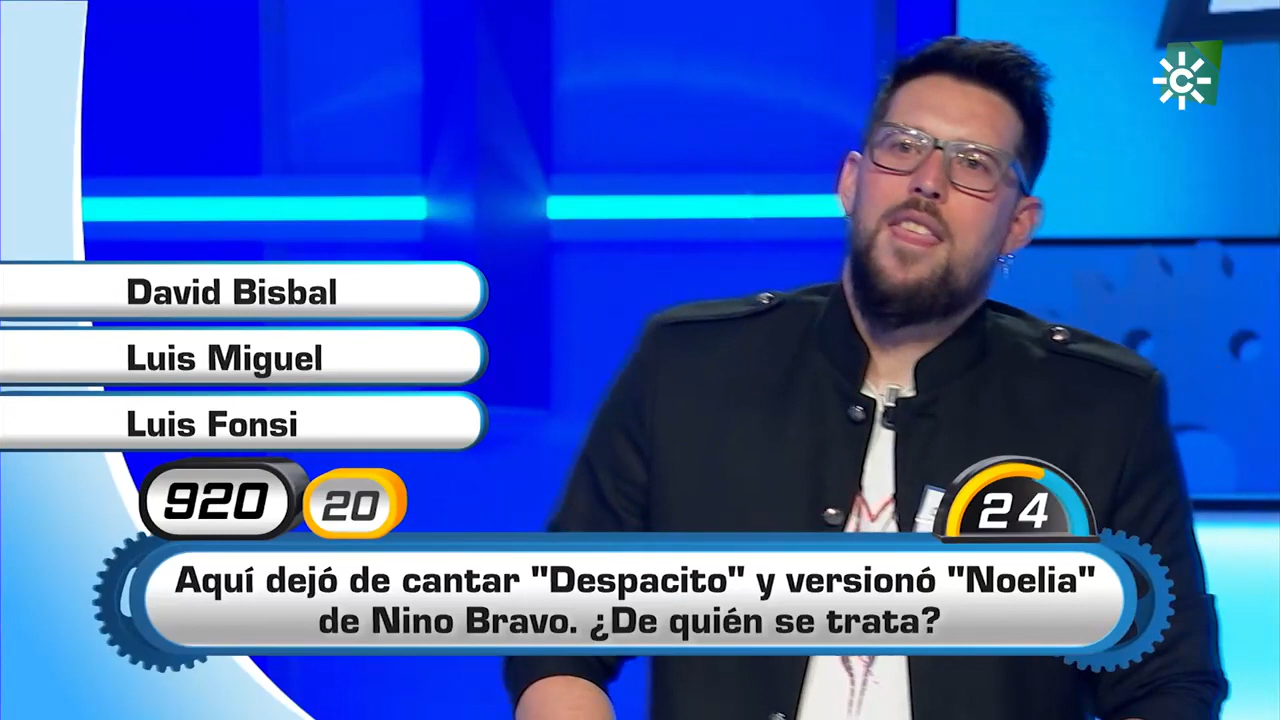 David Bisbal
Luis Miguel
Luis Fonsi
920
20
24
Aquí dejó de cantar "Despacito" y versionó "Noelia"
de Nino Bravo. ¿De quién se trata?